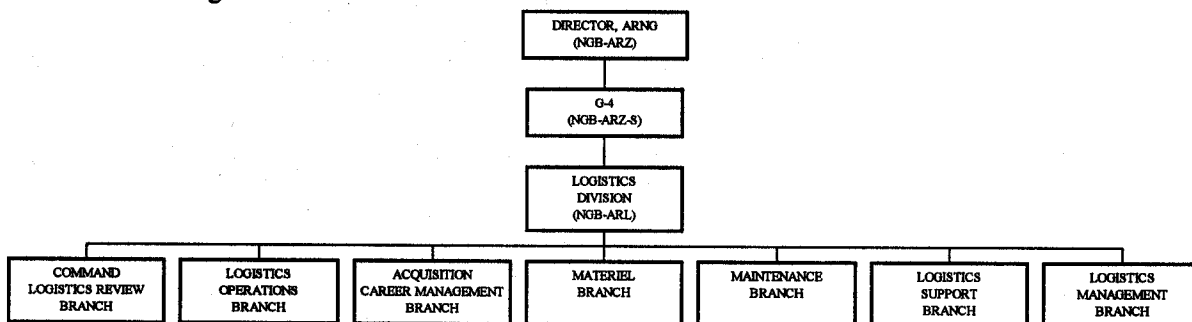 DIRECTOR, ARNG
(NGB-ARZ)
G-4
(NGB-ARZ-S)
LOGISTICS
DIVISION
(NGB-ARL)
COMMAND
LOGISTICS REVIEW
BRANCH
LOGISTICS
OPERATIONS
BRANCH
ACQUISITION
CAREER MANAGEMENT
BRANCH
MATERIEL
BRANCH
MAINTENANCE
BRANCH
LOGISTICS
SUPPORT
BRANCH
LOGISTICS
MANAGEMENT
BRANCH